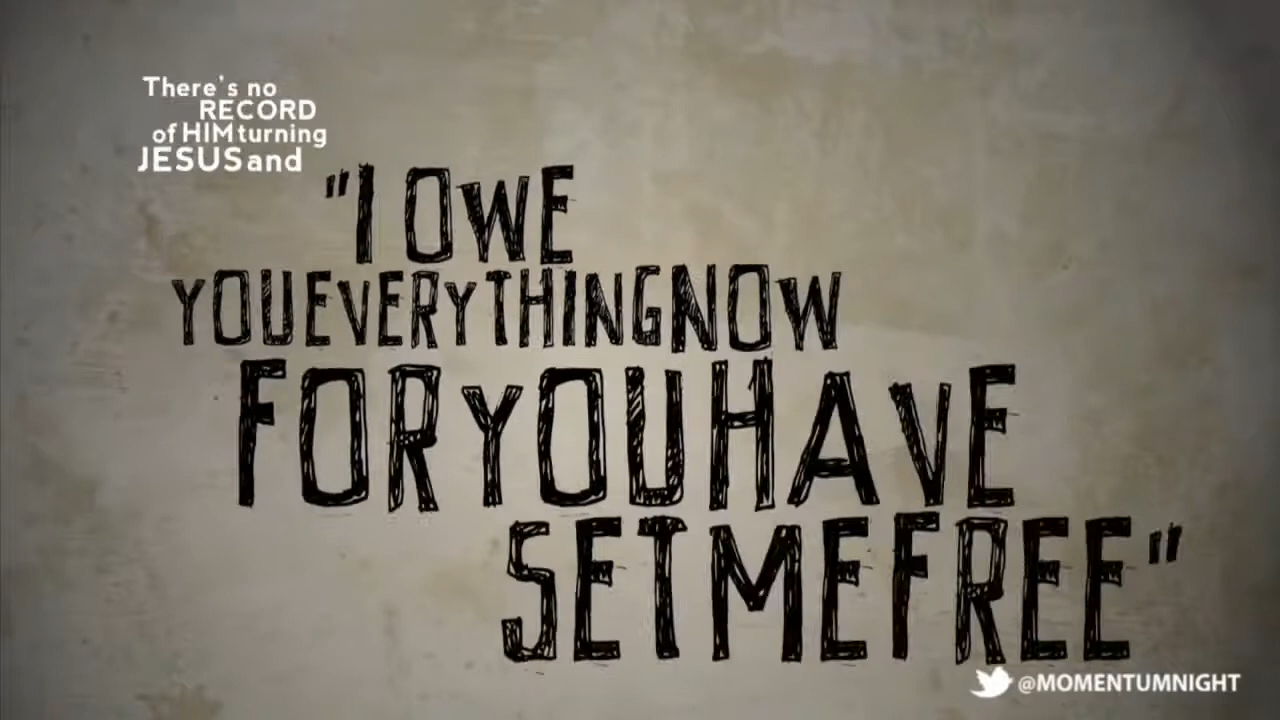 There's no
RECORD
of HIM turning
JESUS and
"I OWE
YOU EVERYTHING NOW
FOR YOU HAVE
SET ME FREE"
@MOMENTUMNIGHT